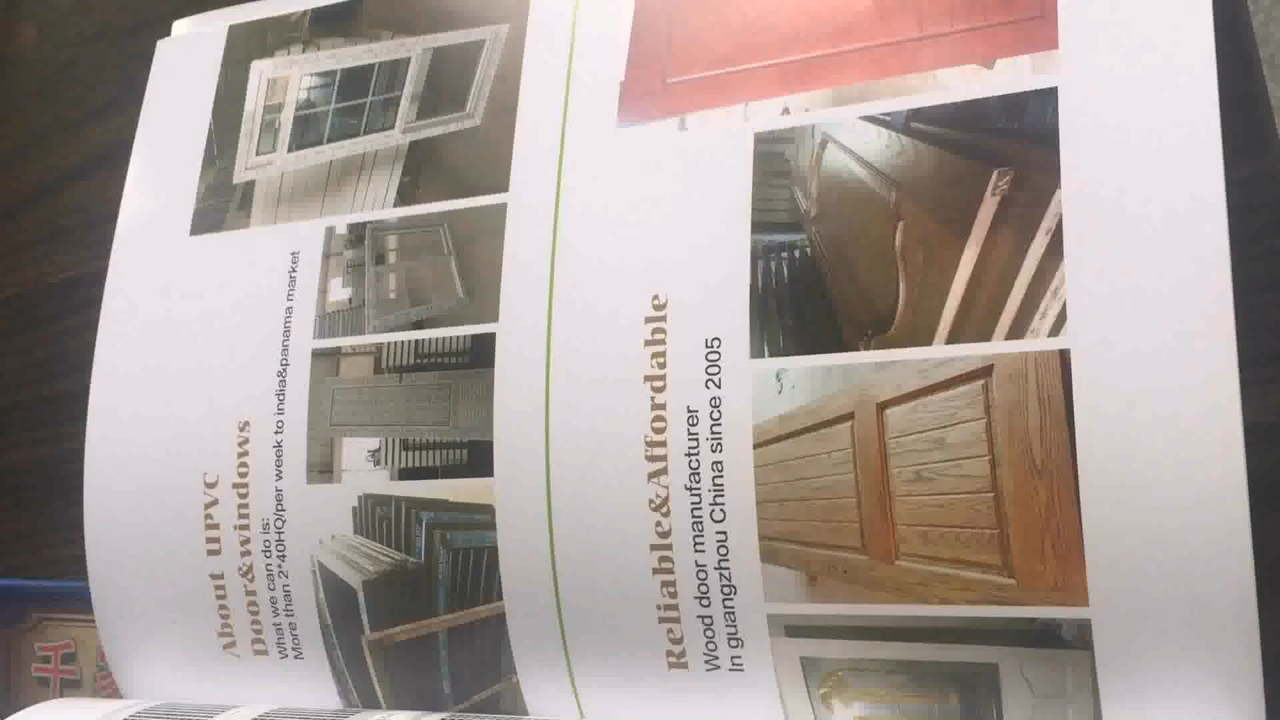 About UPVC
Door&windows
What we can do is:
More than 2*40HQ/per week to india&panama market
Reliable&Affordable
Wood door manufacturer
In guangzhou China since 2005